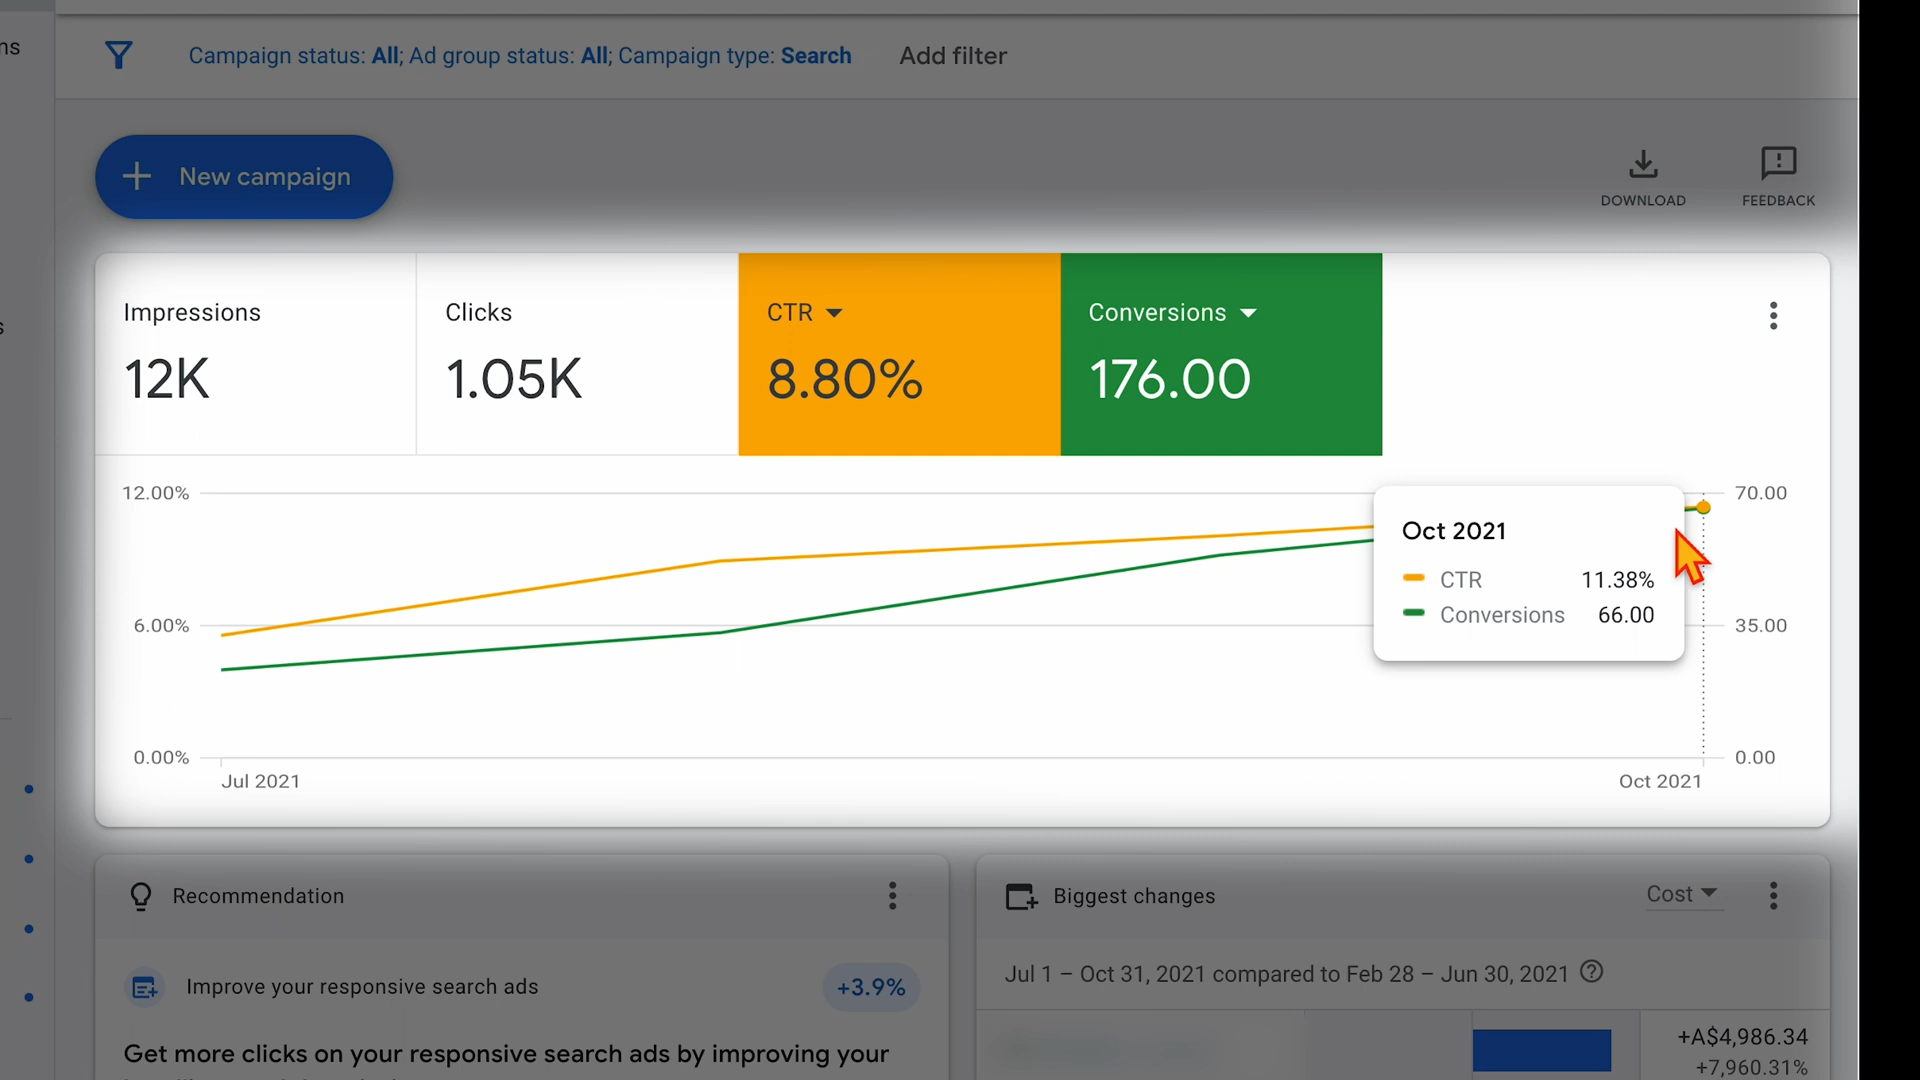 ns
Campaign status: All; Ad group status: All; Campaign type: Search
Add filter
New campaign
DOWNLOAD
FEEDBACK
s
Impressions
12K
Clicks
1.05K
CTR
8.80%
Conversions
176.00
12.00%
6.00%
0.00%
70.00
35.00
0.00
Jul 2021
Oct 2021
Oct 2021
CTR 11.38%
Conversions 66.00
Recommendation
Improve your responsive search ads
+3.9%
Get more clicks on your responsive search ads by improving your
Biggest changes
Cost
Jul 1 – Oct 31, 2021 compared to Feb 28 – Jun 30, 2021
+A$4,986.34
+7,960.31%